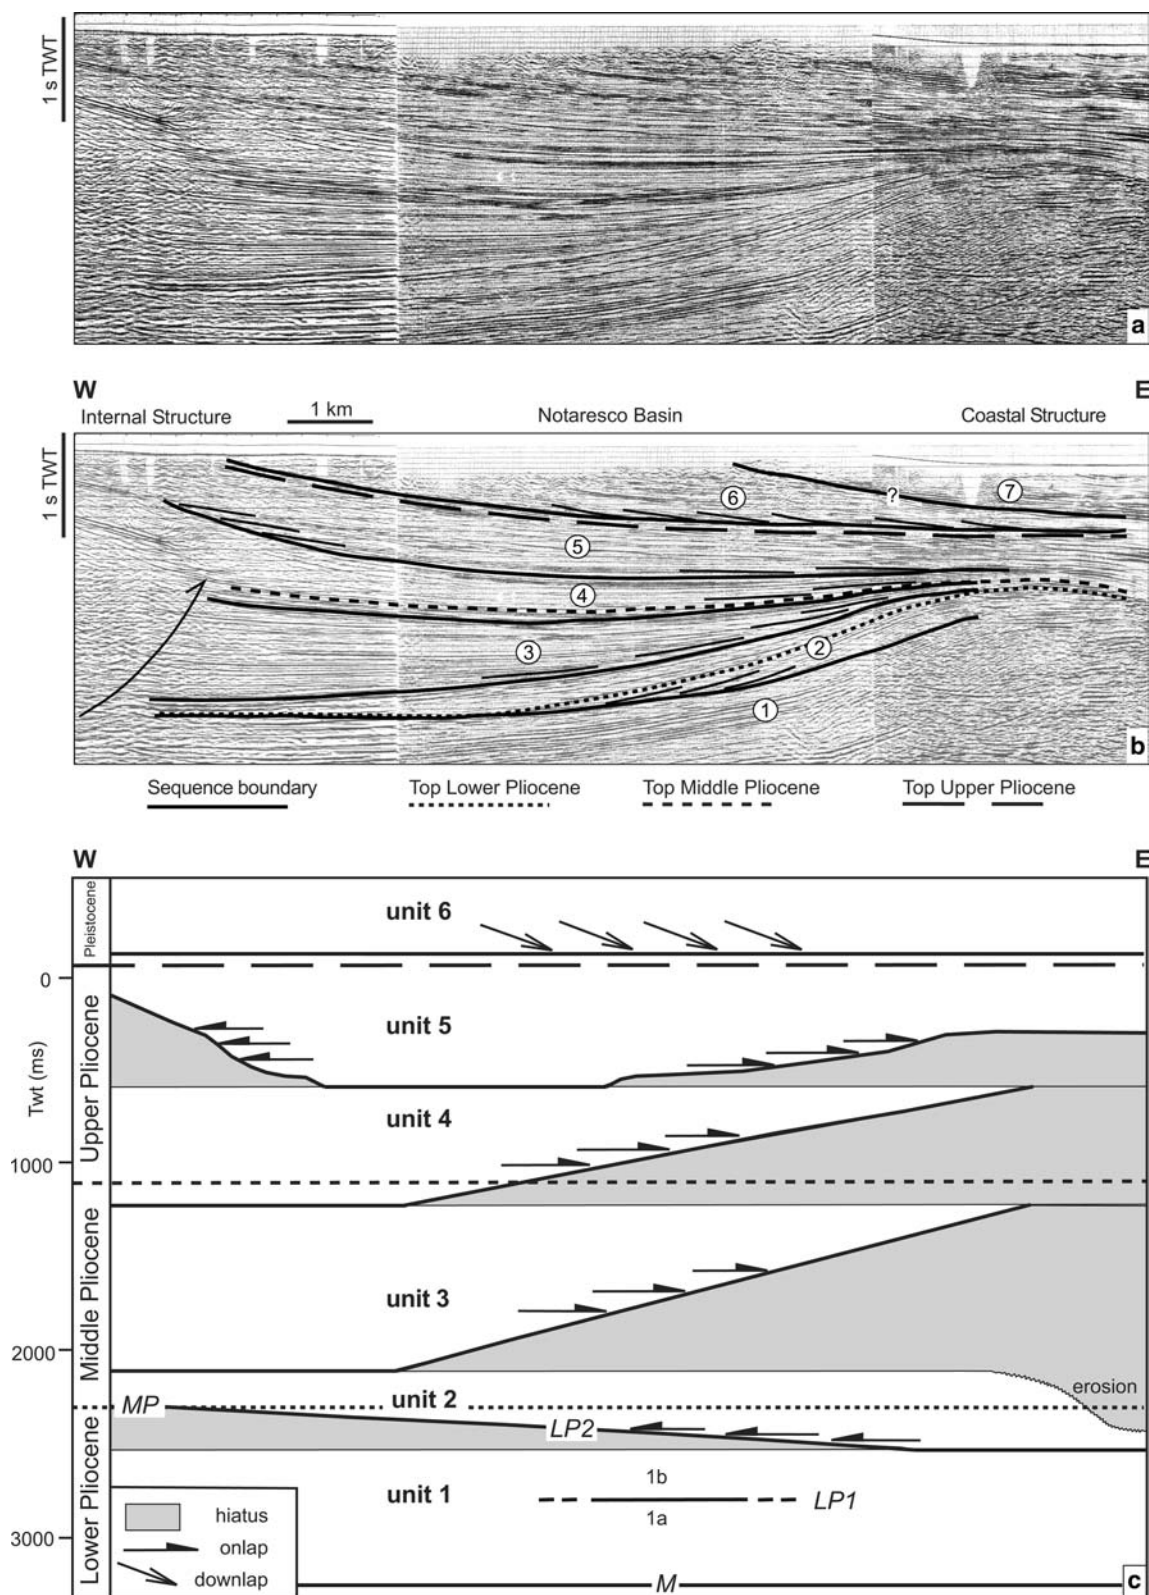 1 s TWT
a
W
E
Internal Structure
1 km
Notaresco Basin
Coastal Structure
1 s TWT
6
?
7
5
4
3
2
1
b
Sequence boundary
Top Lower Pliocene
Top Middle Pliocene
Top Upper Pliocene
W
E
Pleistocene
unit 6
0
Upper Pliocene
unit 5
Twt (ms)
unit 4
1000
Middle Pliocene
unit 3
2000
erosion
unit 2
MP
LP2
Lower Pliocene
1b
unit 1
LP1
1a
hiatus
3000
onlap
downlap
M
c